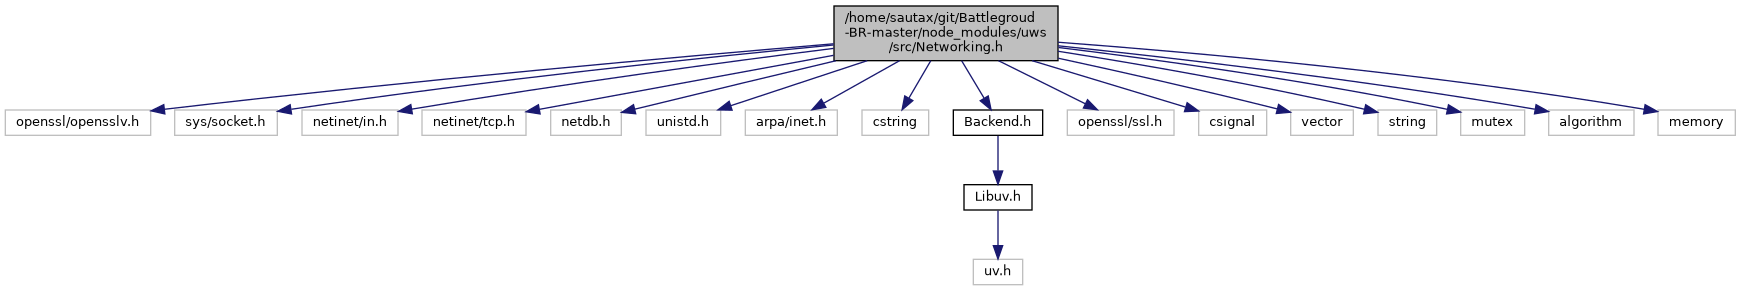 /home/sautax/git/Battlegroud
-BR-master/node_modules/uws
/src/Networking.h
openssl/opensslv.h
sys/socket.h
netinet/in.h
netinet/tcp.h
netdb.h
unistd.h
arpa/inet.h
cstring
Backend.h
openssl/ssl.h
csignal
vector
string
mutex
algorithm
memory
Libuv.h
uv.h